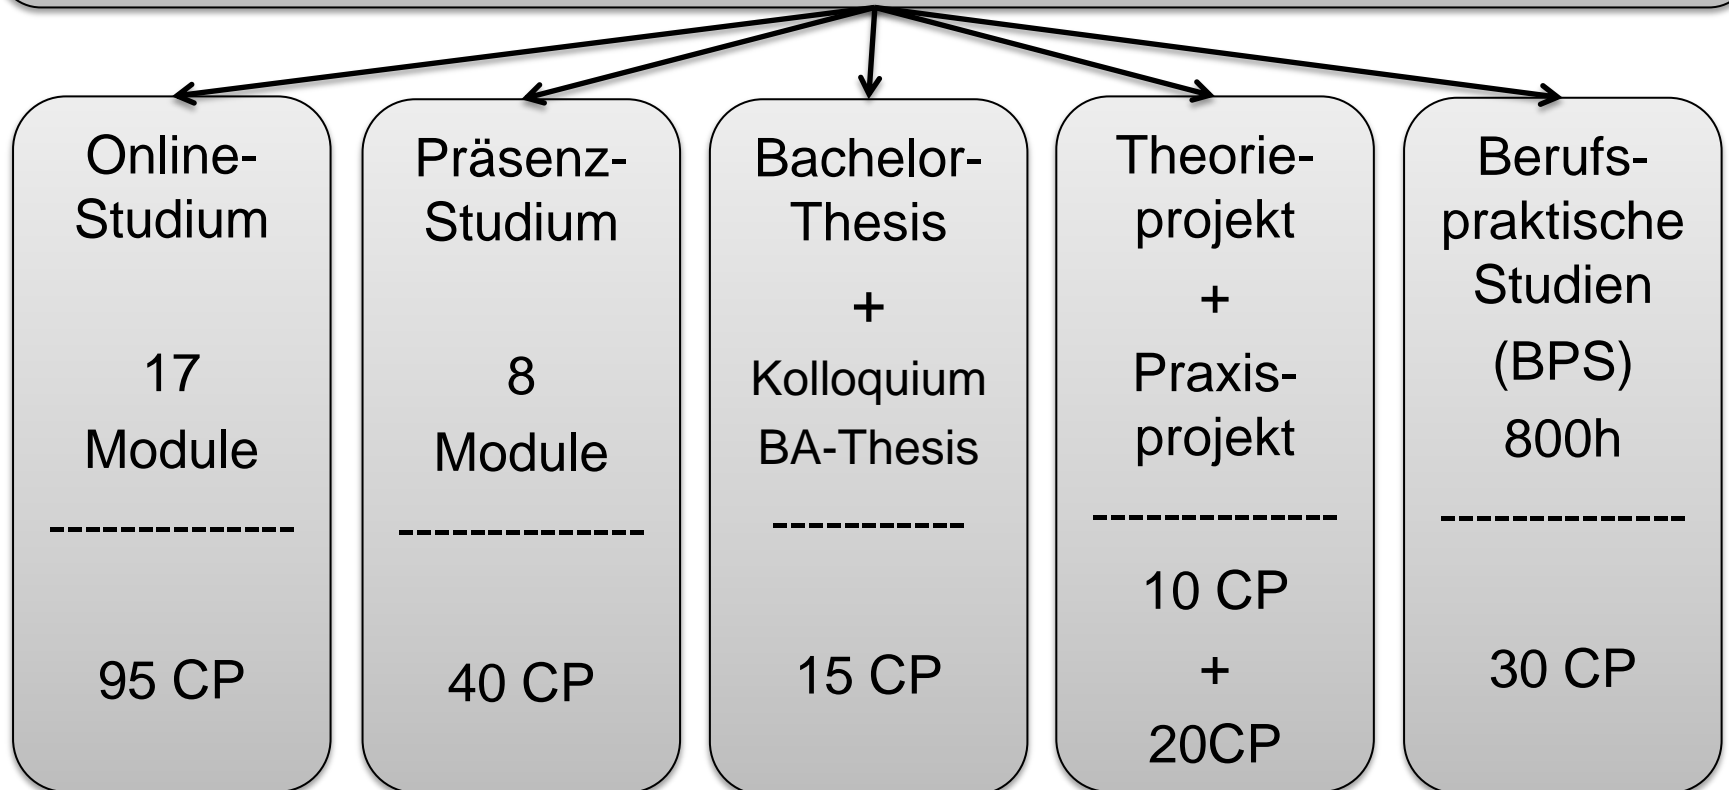 Online-
Studium
17
Module
--------------
95 CP
Präsenz-
Studium
8
Module
--------------
40 CP
Bachelor-
Thesis
+
Kolloquium
BA-Thesis
-----------
15 CP
Theorie-
projekt
+
Praxis-
projekt
--------------
10 CP
+
20CP
Berufs-
praktische
Studien
(BPS)
800h
--------------
30 CP